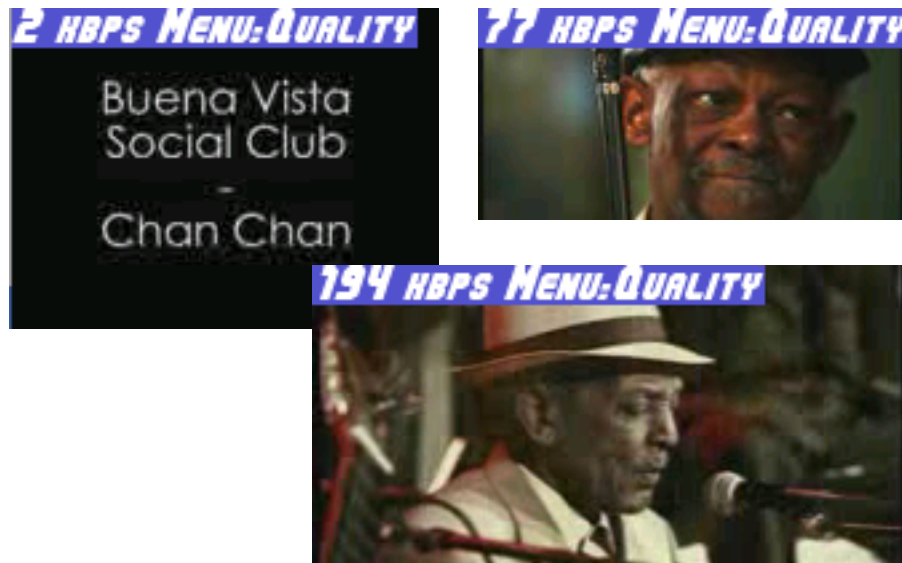 2 KBPS MENU:QUALITY
Buena Vista
Social Club
-
Chan Chan
77 KBPS MENU:QUALITY
194 KBPS MENU:QUALITY